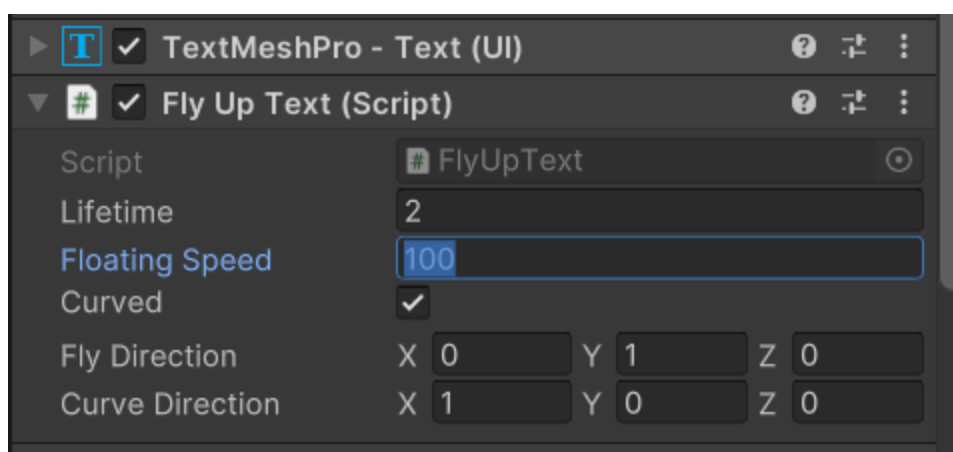 T TextMeshPro - Text (UI)
# Fly Up Text (Script)
Script # FlyUpText
Lifetime 2
Floating Speed 100
Curved
Fly Direction X 0 Y 1 Z 0
Curve Direction X 1 Y 0 Z 0